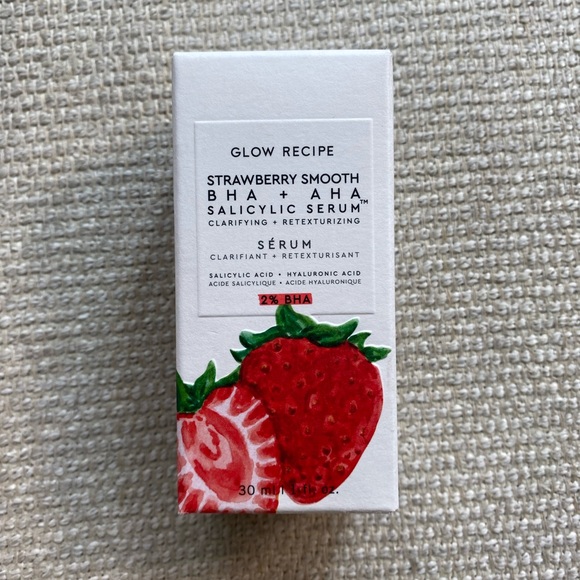 GLOW RECIPE
STRAWBERRY SMOOTH
BHA + AHA
SALICYLIC SERUM™
CLARIFYING + RETEXTURIZING
SÉRUM
CLARIFIANT + RETEXTURISANT
SALICYLIC ACID • HYALURONIC ACID
ACIDE SALICYLIQUE • ACIDE HYALURONIQUE
2% BHA
30 ml oz.